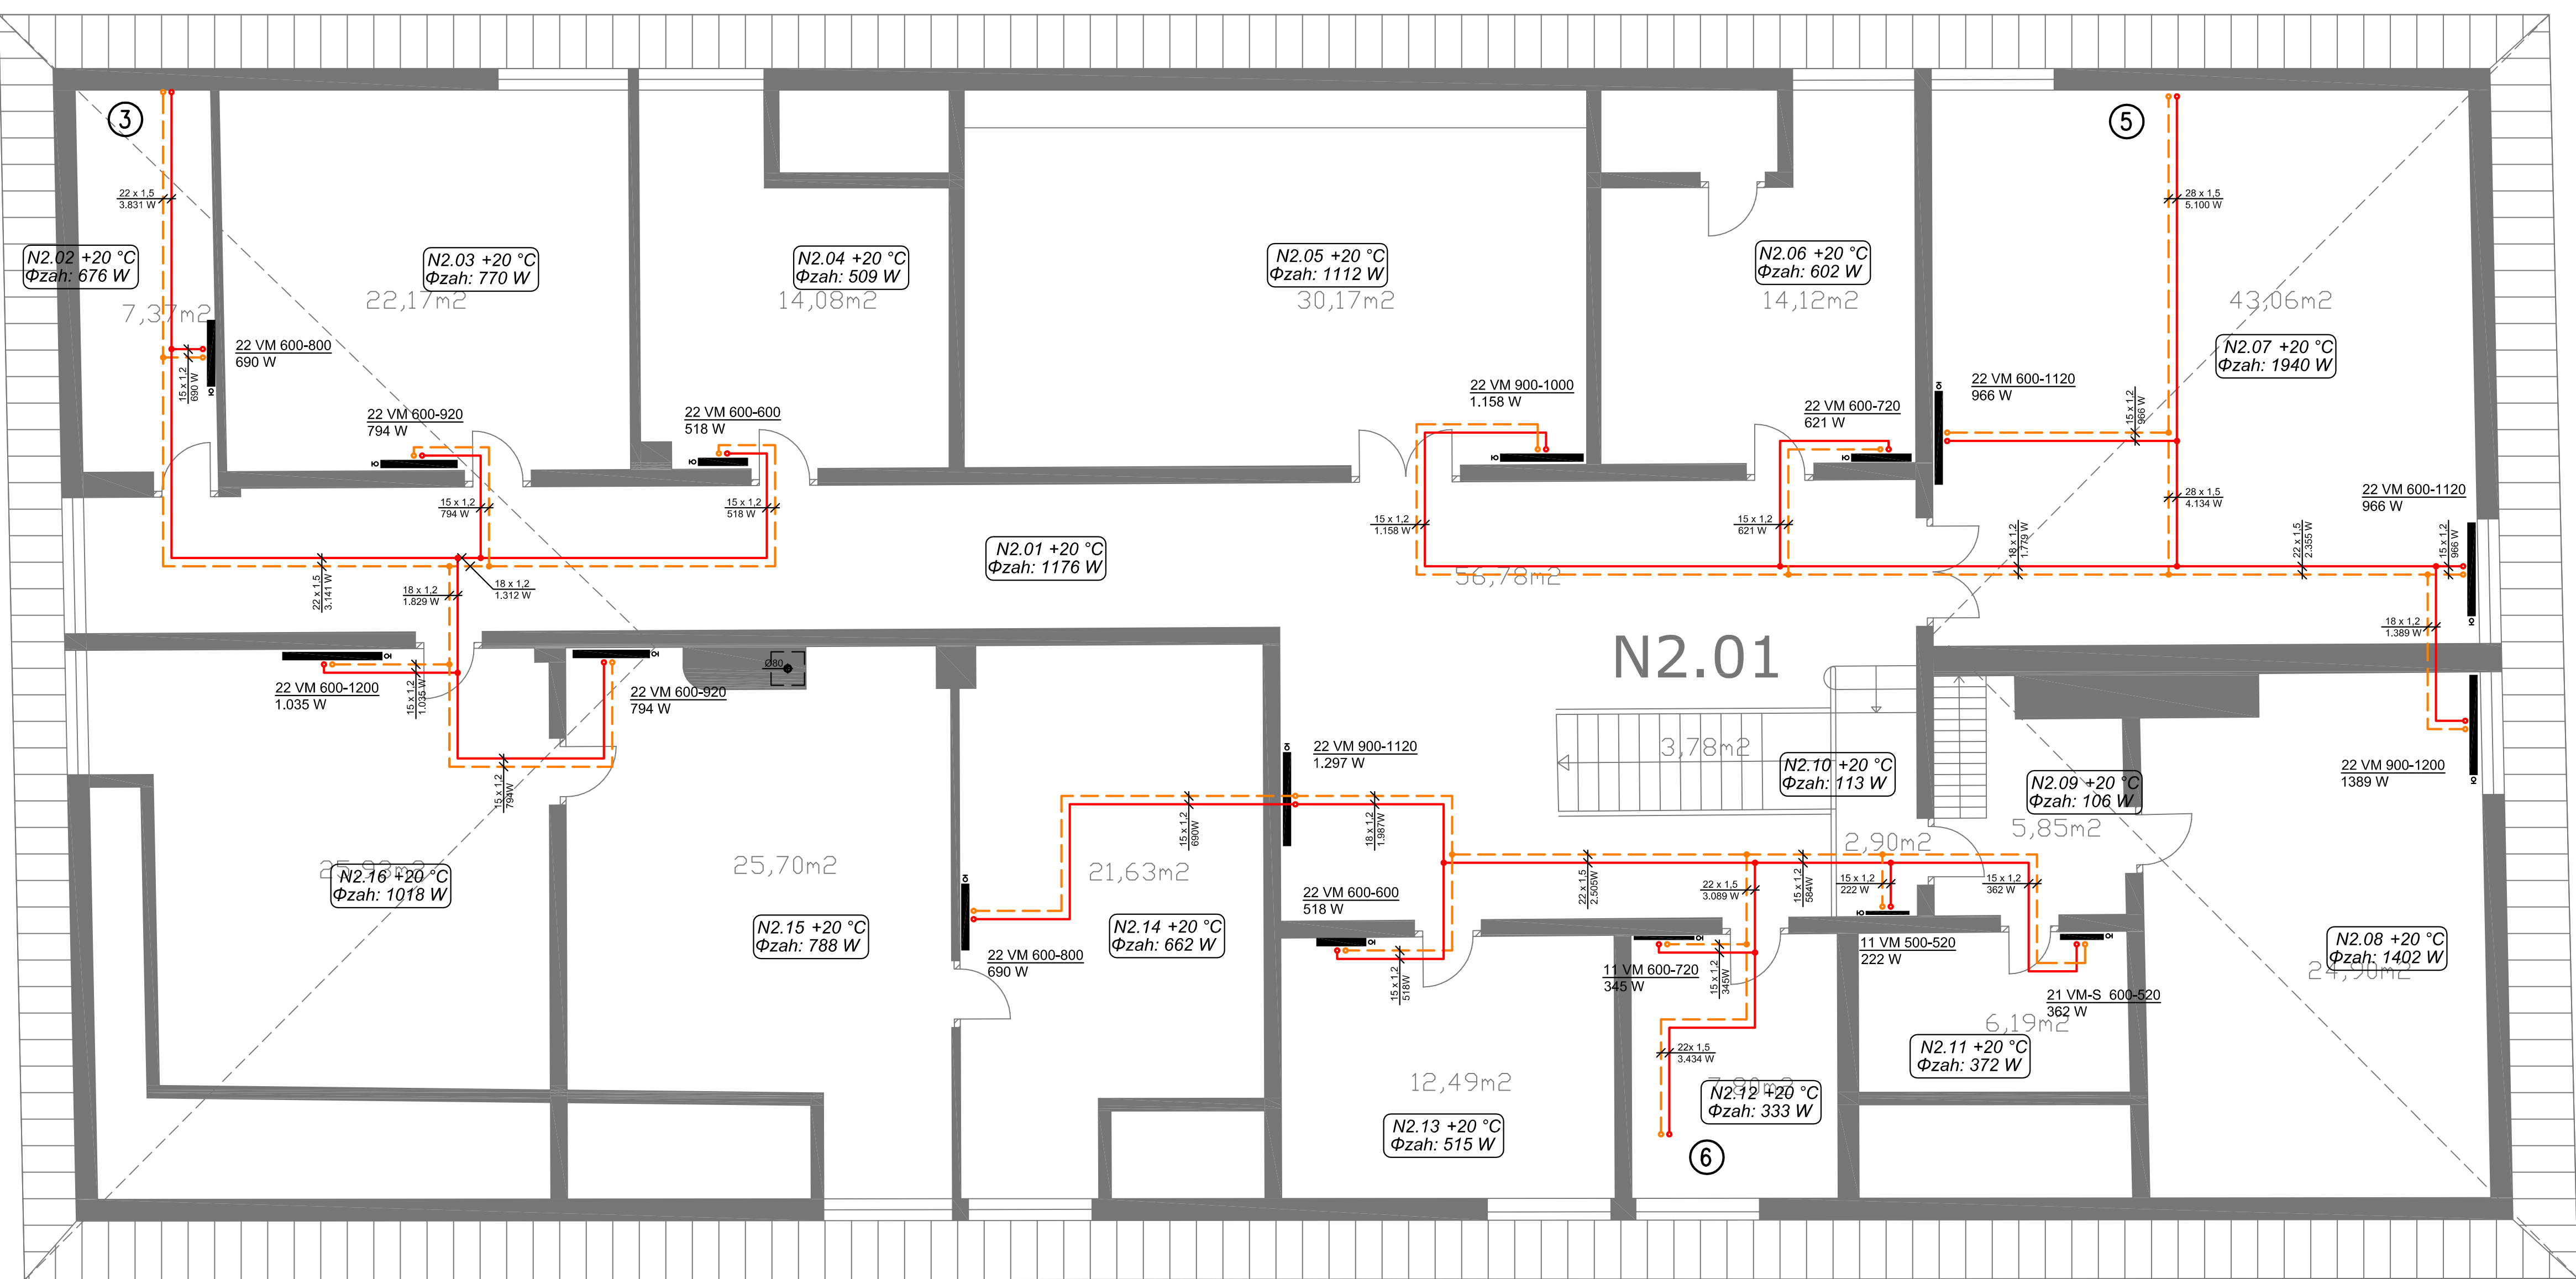 3
5
22 x 1,5
3.831 W
28 x 1,5
5.100 W
N2.02 +20 °C
Φzah: 676 W
7,37m2
N2.03 +20 °C
Φzah: 770 W
22,17m2
N2.04 +20 °C
Φzah: 509 W
14,08m2
N2.05 +20 °C
Φzah: 1112 W
30,17m2
N2.06 +20 °C
Φzah: 602 W
14,12m2
43,06m2
N2.07 +20 °C
Φzah: 1940 W
22 VM 600-800
690 W
15 x 1,2
690 W
22 VM 600-920
794 W
22 VM 600-600
518 W
22 VM 900-1000
1.158 W
22 VM 600-720
621 W
22 VM 600-1120
966 W
15 x 1,2
966 W
15 x 1,2
794 W
15 x 1,2
518 W
15 x 1,2
1.158 W
15 x 1,2
621 W
28 x 1,5
4.134 W
22 VM 600-1120
966 W
18 x 1,2
1.779 W
22 x 1,5
2.355 W
15 x 1,2
966 W
N2.01 +20 °C
Φzah: 1176 W
56,78m2
22 x 1,5
3.141 W
18 x 1,2
1.829 W
18 x 1,2
1.312 W
18 x 1,2
1.389 W
N2.01
22 VM 600-1200
1.035 W
15 x 1,2
1.035 W
22 VM 600-920
794 W
Ø80
15 x 1,2
794W
22 VM 900-1120
1.297 W
3,78m2
N2.10 +20 °C
Φzah: 113 W
2,90m2
N2.09 +20 °C
Φzah: 106 W
5,85m2
22 VM 900-1200
1389 W
15 x 1,2
690W
18 x 1,2
1.987W
25,93m2
N2.16 +20 °C
Φzah: 1018 W
25,70m2
N2.15 +20 °C
Φzah: 788 W
21,63m2
N2.14 +20 °C
Φzah: 662 W
22 VM 600-800
690 W
22 VM 600-600
518 W
22 x 1,5
2.505W
22 x 1,5
3.089 W
15 x 1,2
584W
15 x 1,2
222 W
15 x 1,2
362 W
15 x 1,2
518W
11 VM 600-720
345 W
15 x 1,2
345W
11 VM 500-520
222 W
21 VM-S 600-520
362 W
6,19m2
N2.11 +20 °C
Φzah: 372 W
N2.08 +20 °C
Φzah: 1402 W
24,90m2
22x 1,5
3.434 W
12,49m2
N2.13 +20 °C
Φzah: 515 W
7,80m2
N2.12 +20 °C
Φzah: 333 W
6